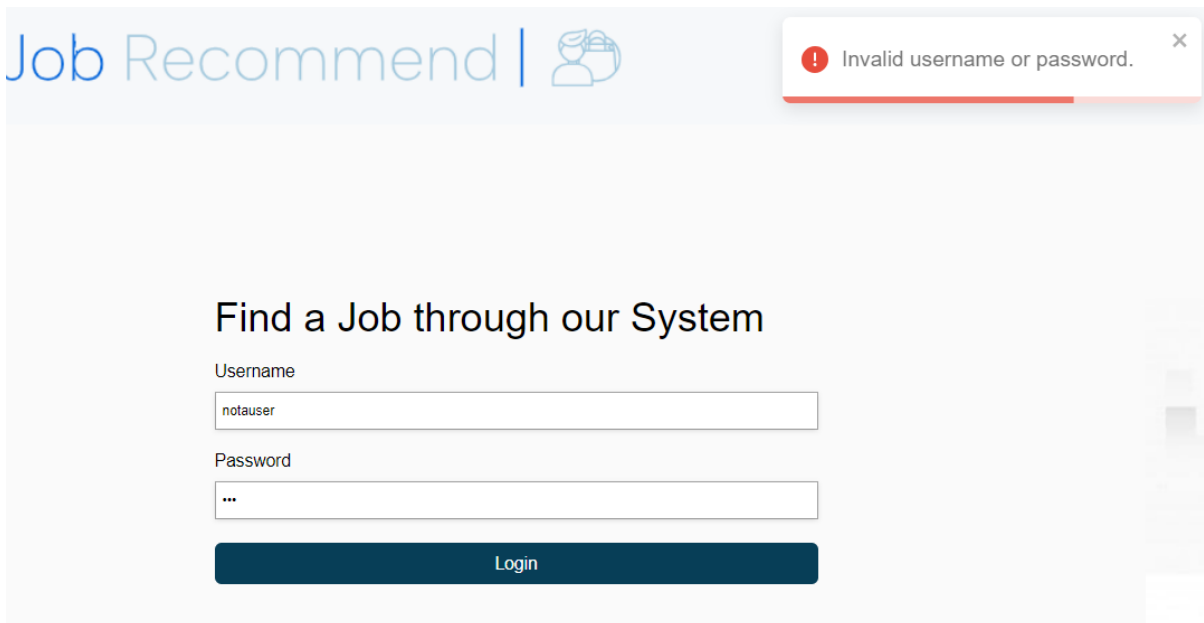 Job Recommend
Invalid username or password.
Find a Job through our System
Username
notauser
Password
•••
Login